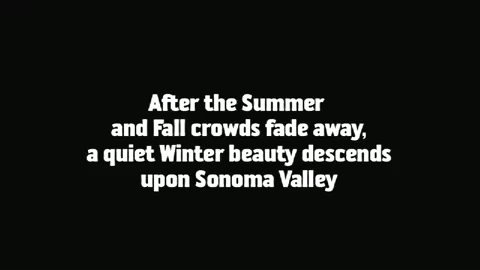 After the Summer
and Fall crowds fade away,
a quiet Winter beauty descends
upon Sonoma Valley